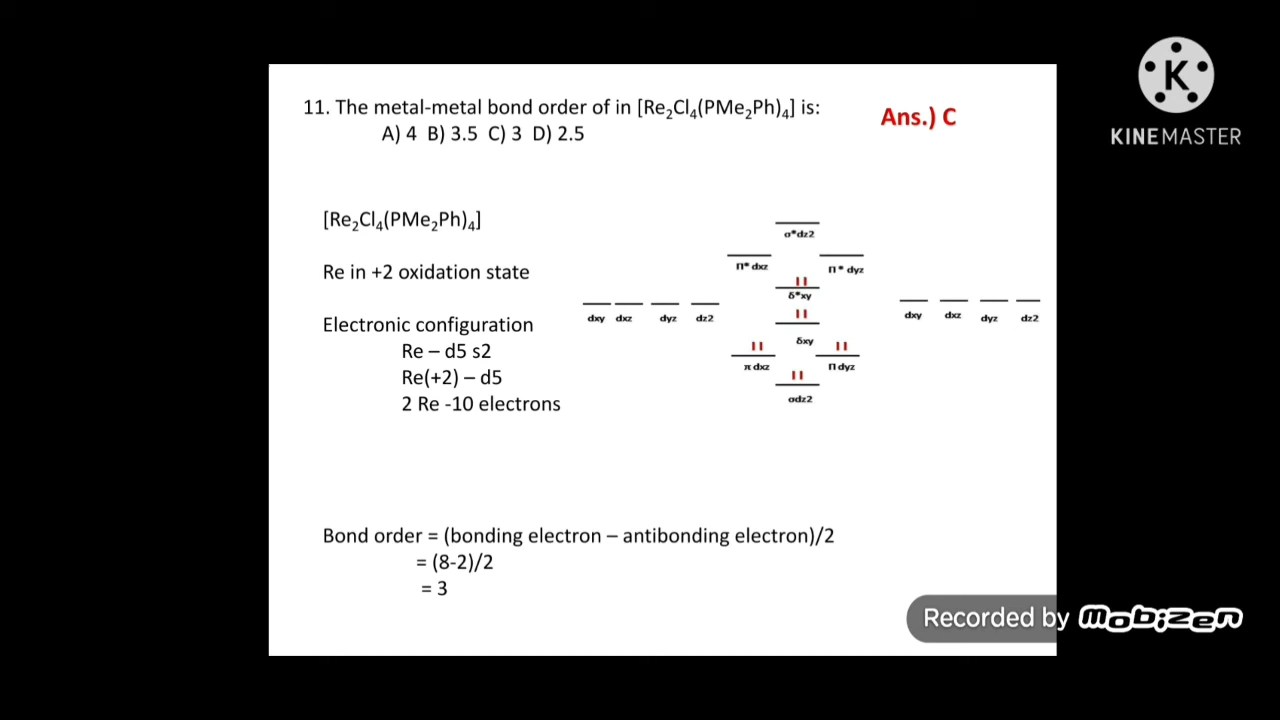 11. The metal-metal bond order of in [Re₂Cl₄(PMe₂Ph)₄] is:
A) 4 B) 3.5 C) 3 D) 2.5
Ans.) C
K
KINEMASTER
[Re₂Cl₄(PMe₂Ph)₄]
Re in +2 oxidation state
Electronic configuration
Re – d5 s2
Re(+2) – d5
2 Re -10 electrons
σ*dz2
Π* dxz
Π* dyz
δ*xy
dxy dxz dyz dz2
δxy
dxy dxz dyz dz2
π dxz
Π dyz
σdz2
Bond order = (bonding electron – antibonding electron)/2
= (8-2)/2
= 3
Recorded by Mobizen